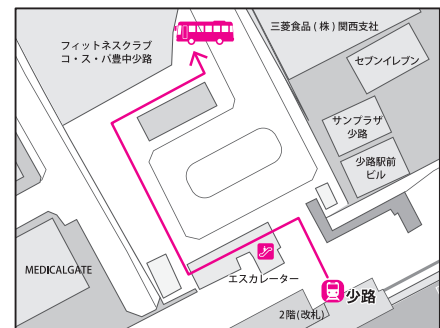 フィットネスクラブ
コ・ス・パ豊中少路
三菱食品(株)関西支社
セブンイレブン
サンプラザ
少路
少路駅前
ビル
MEDICALGATE
エスカレーター
少路
2階(改札)